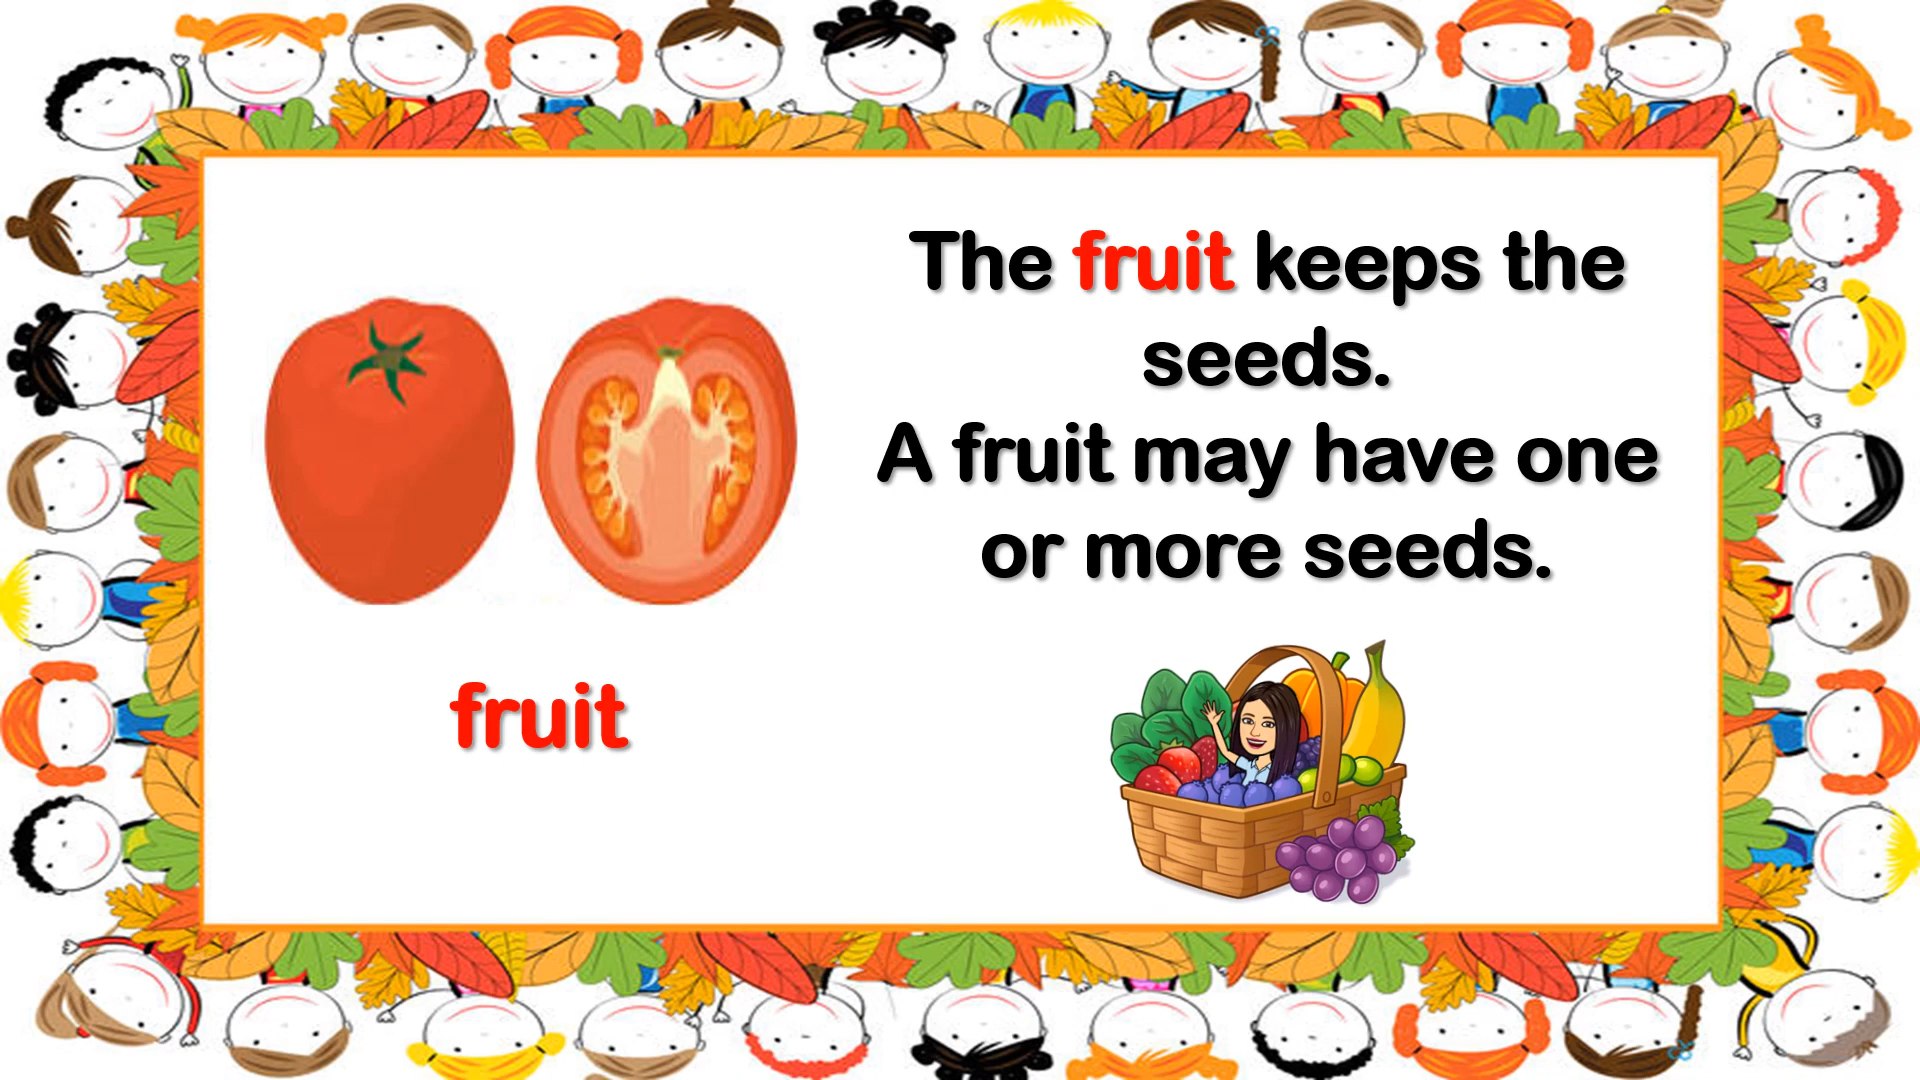 The fruit keeps the
seeds.
A fruit may have one
or more seeds.
fruit